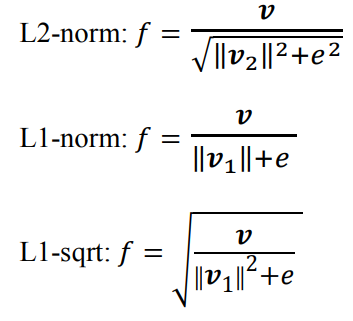 L2-norm: f = v / √(‖v₂‖²+e²)
L1-norm: f = v / (‖v₁‖+e)
L1-sqrt: f = √(v / (‖v₁‖²+e))